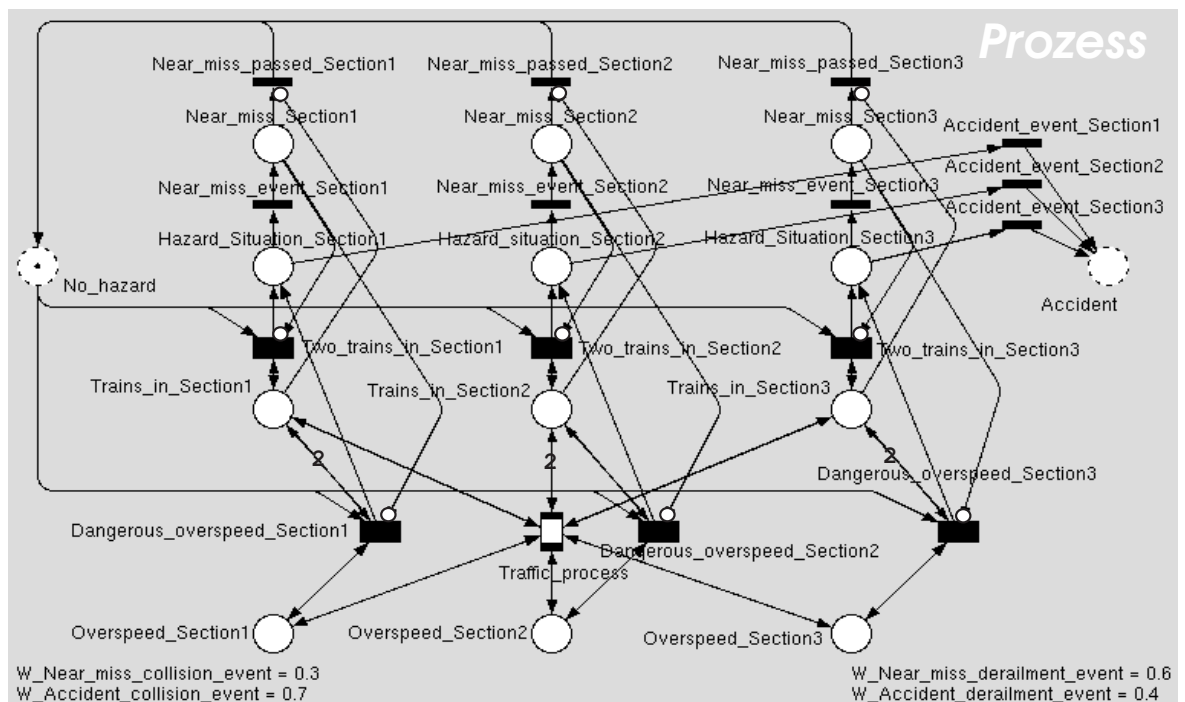 Prozess
Near_miss_passed_Section1
Near_miss_passed_Section2
Near_miss_passed_Section3
Near_miss_Section1
Near_miss_Section2
Near_miss_Section3
Accident_event_Section1
Accident_event_Section2
Accident_event_Section3
Near_miss_event_Section1
Near_miss_event_Section2
Near_miss_event_Section3
Hazard_Situation_Section1
Hazard_situation_Section2
Hazard_Situation_Section3
No_hazard
Accident
Two_trains_in_Section1
Two_trains_in_Section2
Two_trains_in_Section3
Trains_in_Section1
Trains_in_Section2
Trains_in_Section3
2
2
2
Dangerous_overspeed_Section3
Dangerous_overspeed_Section1
Dangerous_overspeed_Section2
Traffic_process
Overspeed_Section1
Overspeed_Section2
Overspeed_Section3
W_Near_miss_collision_event = 0.3
W_Accident_collision_event = 0.7
W_Near_miss_derailment_event = 0.6
W_Accident_derailment_event = 0.4